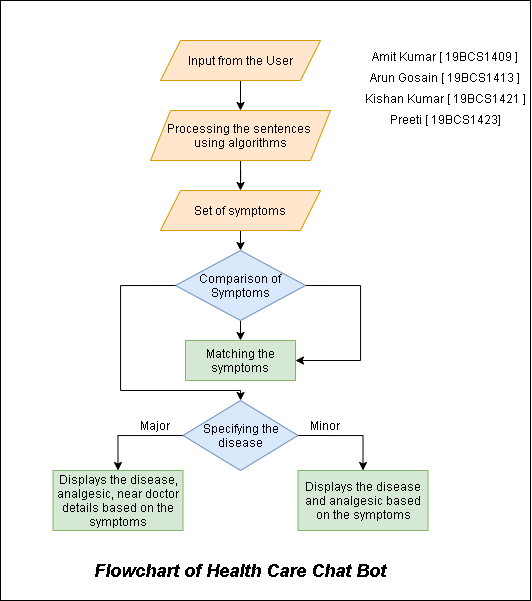 Input from the User
Amit Kumar [ 19BCS1409 ]
Arun Gosain [ 19BCS1413 ]
Kishan Kumar [ 19BCS1421 ]
Preeti [ 19BCS1423]
Processing the sentences
using algorithms
Set of symptoms
Comparison of
Symptoms
Matching the
symptoms
Specifying the
disease
Major
Minor
Displays the disease,
analgesic, near doctor
details based on the
symptoms
Displays the disease
and analgesic based
on the symptoms
Flowchart of Health Care Chat Bot